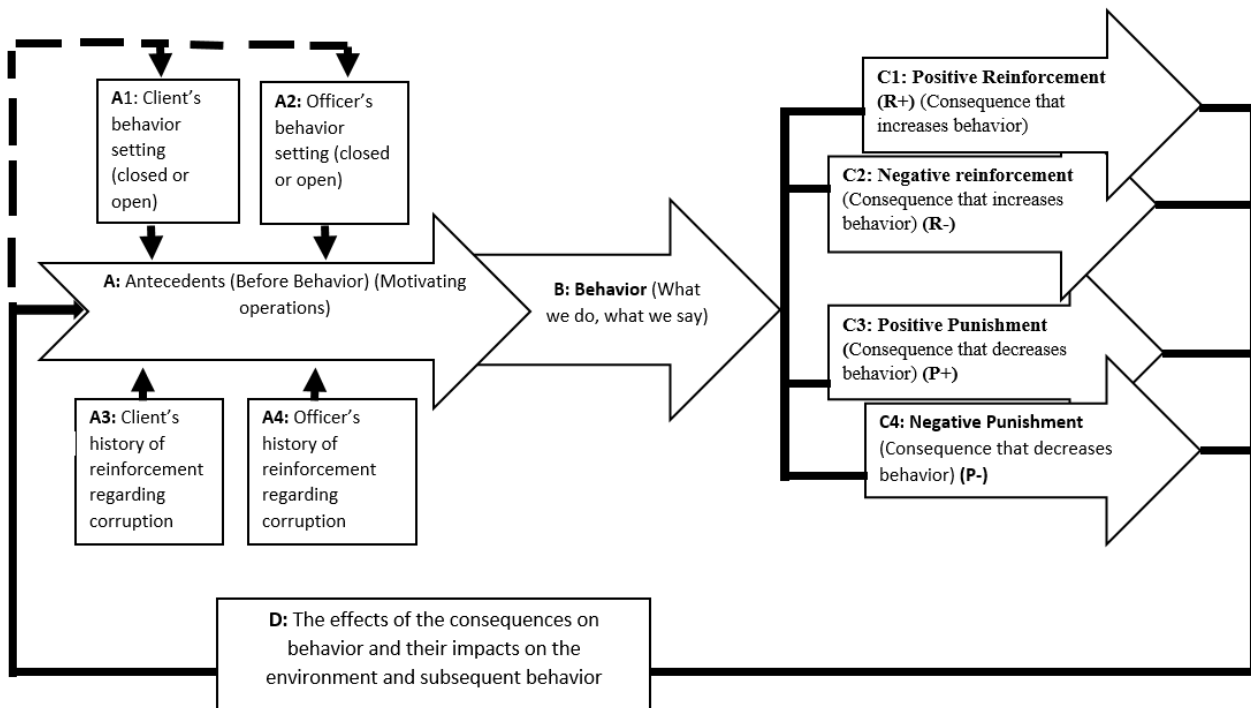 A1: Client's
behavior
setting
(closed or
open)
A2: Officer's
behavior
setting (closed
or open)
A: Antecedents (Before Behavior) (Motivating
operations)
A3: Client's
history of
reinforcement
regarding
corruption
A4: Officer's
history of
reinforcement
regarding
corruption
B: Behavior (What
we do, what we say)
C1: Positive Reinforcement
(R+) (Consequence that
increases behavior)
C2: Negative reinforcement
(Consequence that increases
behavior) (R-)
C3: Positive Punishment
(Consequence that decreases
behavior) (P+)
C4: Negative Punishment
(Consequence that decreases
behavior) (P-)
D: The effects of the consequences on
behavior and their impacts on the
environment and subsequent behavior